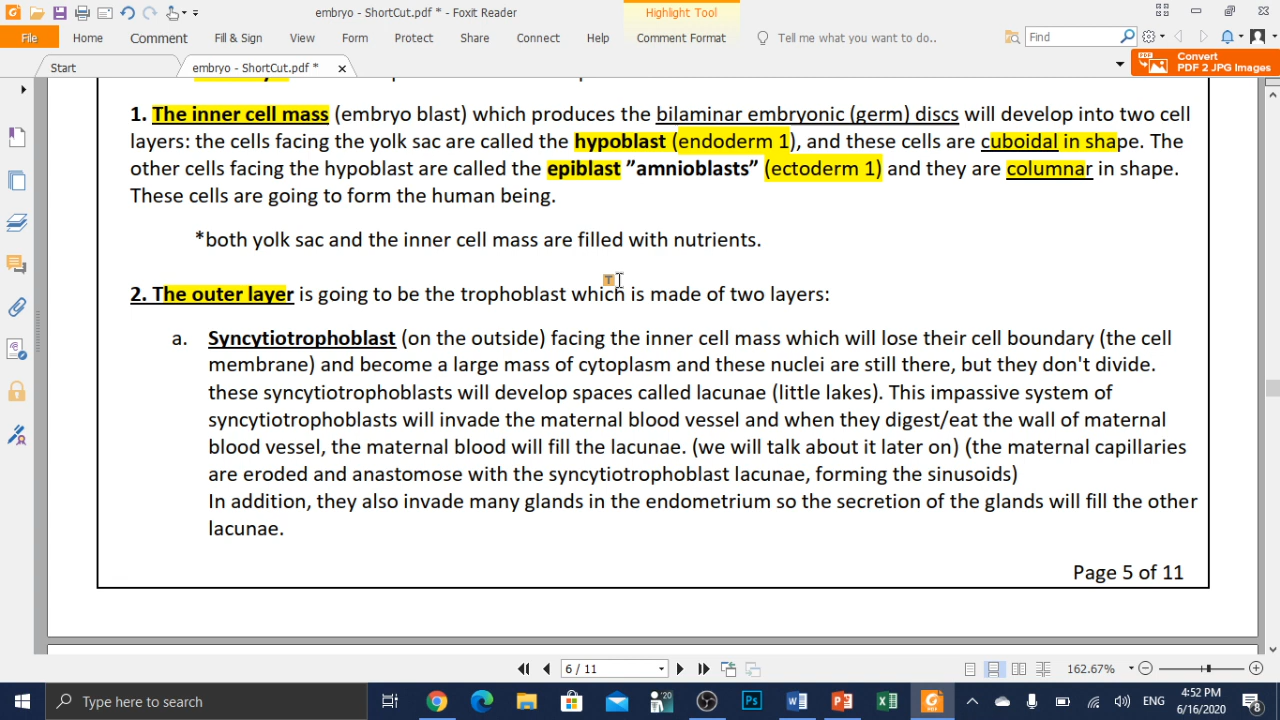 embryo - ShortCut.pdf * - Foxit Reader
Highlight Tool
File Home Comment Fill & Sign View Form Protect Share Connect Help Comment Format Tell me what you want to do.. Find
Start embryo - ShortCut.pdf *
Convert
PDF 2 JPG Images
1. The inner cell mass (embryo blast) which produces the bilaminar embryonic (germ) discs will develop into two cell
layers: the cells facing the yolk sac are called the hypoblast (endoderm 1), and these cells are cuboidal in shape. The
other cells facing the hypoblast are called the epiblast ”amnioblasts” (ectoderm 1) and they are columnar in shape.
These cells are going to form the human being.
*both yolk sac and the inner cell mass are filled with nutrients.
2. The outer layer is going to be the trophoblast which is made of two layers:
a. Syncytiotrophoblast (on the outside) facing the inner cell mass which will lose their cell boundary (the cell
membrane) and become a large mass of cytoplasm and these nuclei are still there, but they don't divide.
these syncytiotrophoblasts will develop spaces called lacunae (little lakes). This impassive system of
syncytiotrophoblasts will invade the maternal blood vessel and when they digest/eat the wall of maternal
blood vessel, the maternal blood will fill the lacunae. (we will talk about it later on) (the maternal capillaries
are eroded and anastomose with the syncytiotrophoblast lacunae, forming the sinusoids)
In addition, they also invade many glands in the endometrium so the secretion of the glands will fill the other
lacunae.
Page 5 of 11
6 / 11 162.67%
Type here to search ENG 4:52 PM
6/16/2020